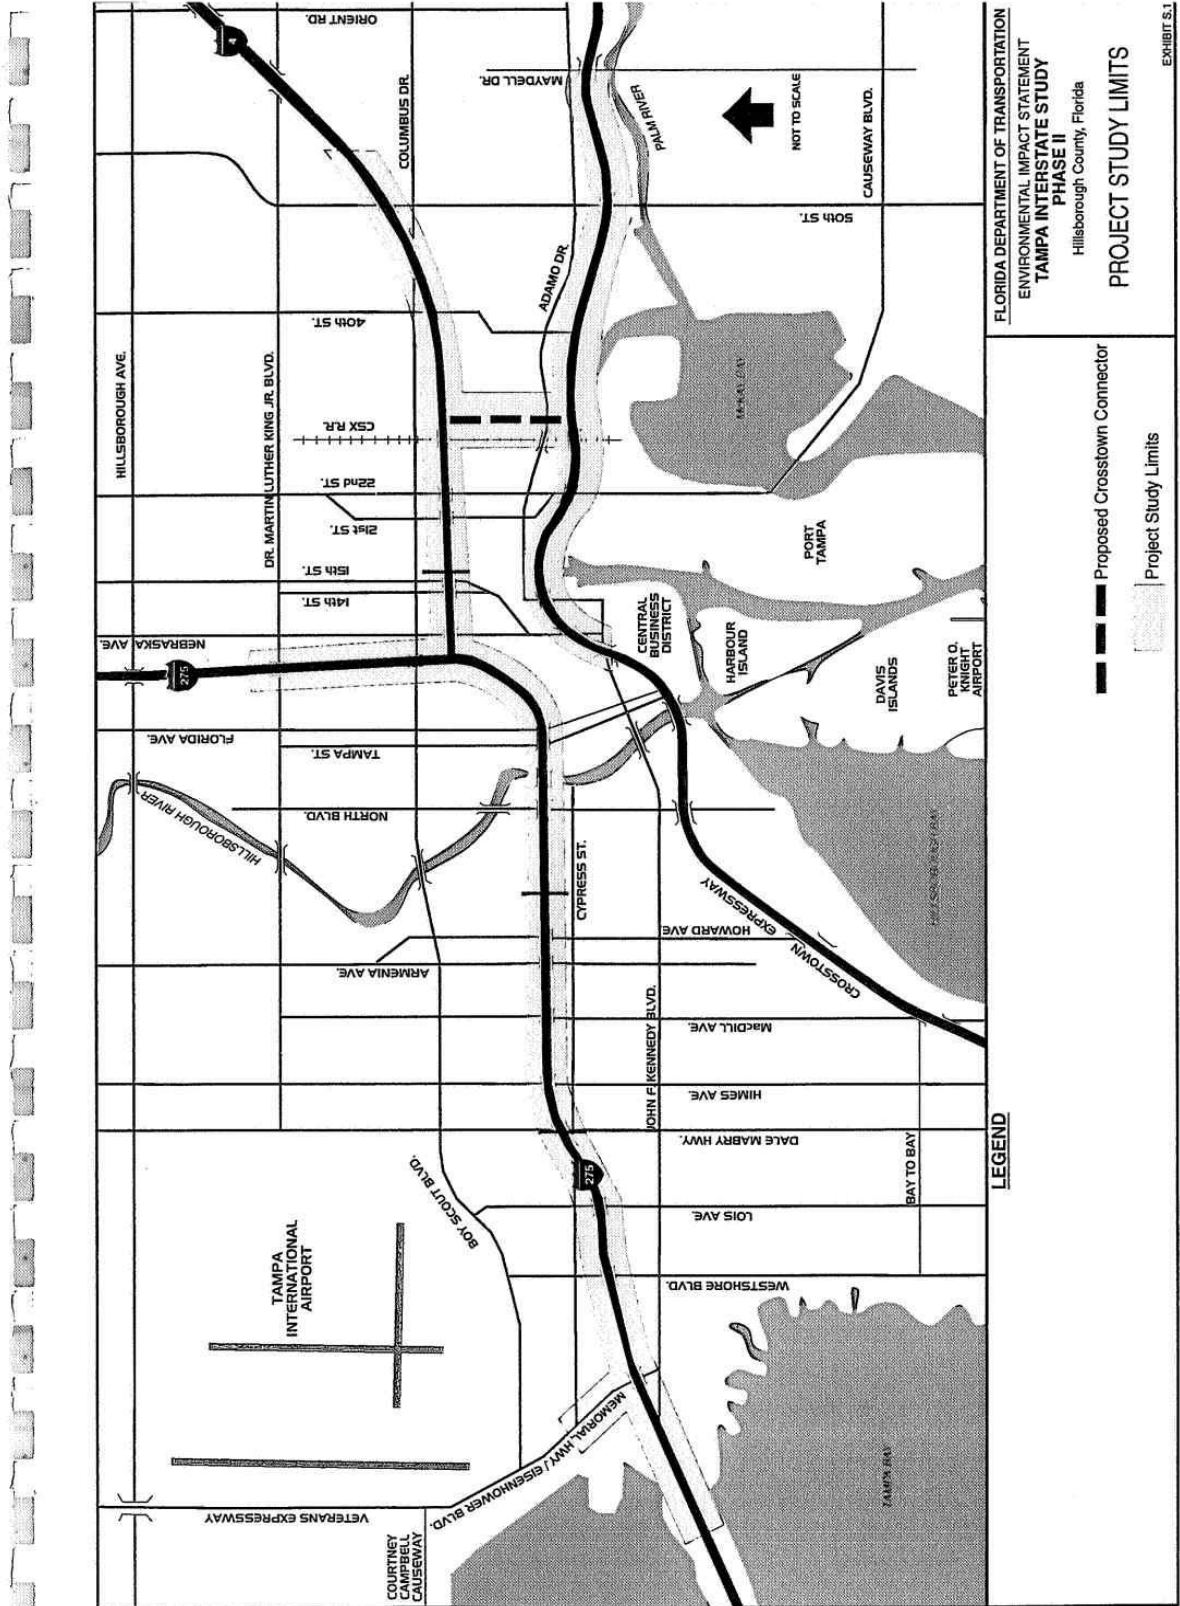 ORIENT RD.
4
MAYDELL DR.
COLUMBUS DR.
PALM RIVER
NOT TO SCALE
CAUSEWAY BLVD.
50th ST.
ADAMO DR.
40th ST.
HILLSBOROUGH AVE.
DR. MARTIN LUTHER KING JR. BLVD.
CSX R.R.
McKAY BAY
22nd ST.
21st ST.
15th ST.
14th ST.
PORT
TAMPA
NEBRASKA AVE.
275
CENTRAL
BUSINESS
DISTRICT
HARBOUR
ISLAND
DAVIS
ISLANDS
PETER O.
KNIGHT
AIRPORT
FLORIDA AVE.
TAMPA ST.
HILLSBOROUGH RIVER
NORTH BLVD.
CYPRESS ST.
HILLSBOROUGH BAY
CROSSTOWN EXPRESSWAY
HOWARD AVE.
ARMENIA AVE.
JOHN F. KENNEDY BLVD.
MacDILL AVE.
HIMES AVE.
DALE MABRY HWY.
BAY TO BAY
BOY SCOUT BLVD.
275
LOIS AVE.
WESTSHORE BLVD.
TAMPA
INTERNATIONAL
AIRPORT
MEMORIAL HWY./ EISENHOWER BLVD.
VETERANS EXPRESSWAY
COURTNEY
CAMPBELL
CAUSEWAY
TAMPA BAY
LEGEND
Proposed Crosstown Connector
Project Study Limits
FLORIDA DEPARTMENT OF TRANSPORTATION
ENVIRONMENTAL IMPACT STATEMENT
TAMPA INTERSTATE STUDY
PHASE II
Hillsborough County, Florida
PROJECT STUDY LIMITS
EXHIBIT S.1